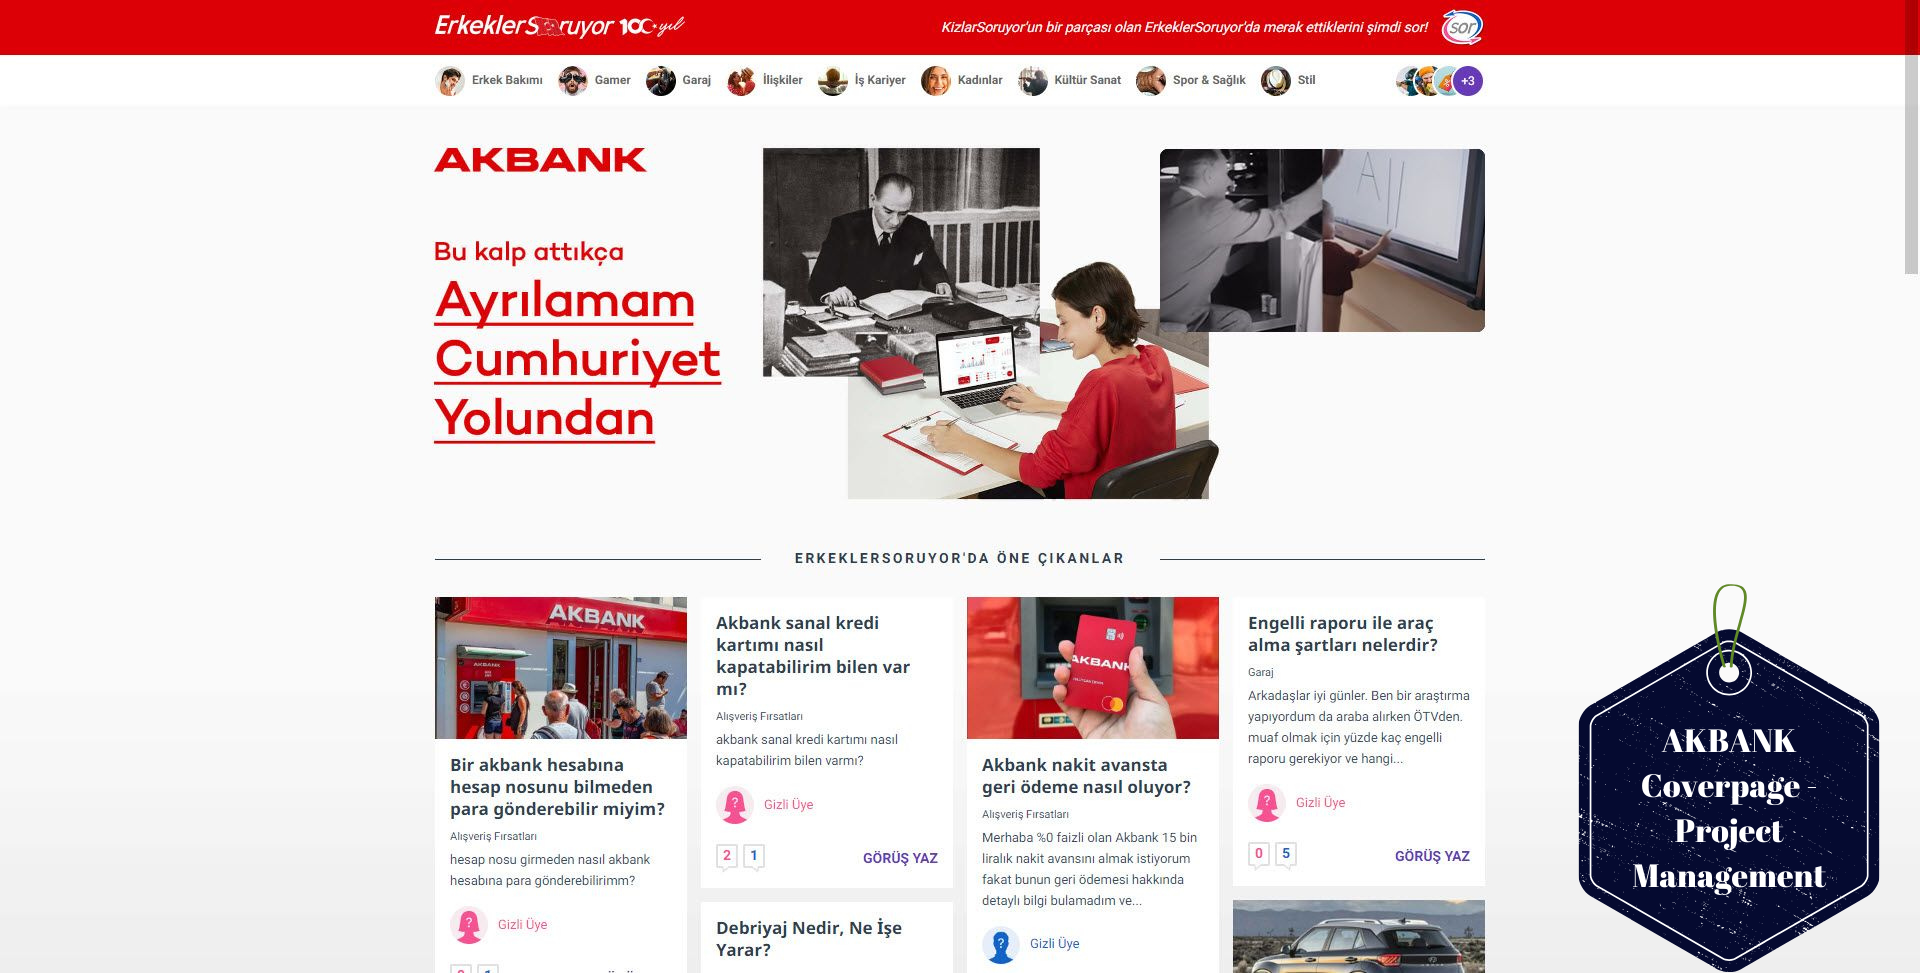 ErkeklerSoruyor 100. yıl
KizlarSoruyor'un bir parçası olan ErkeklerSoruyor'da merak ettiklerini şimdi sor!
sor
Erkek Bakımı
Gamer
Garaj
İlişkiler
İş Kariyer
Kadınlar
Kültür Sanat
Spor & Sağlık
Stil
+3
AKBANK
Bu kalp attıkça
Ayrılamam
Cumhuriyet
Yolundan
ERKEKLERSORUYOR'DA ÖNE ÇIKANLAR
AKBANK
AKBANK
Bir akbank hesabına
hesap nosunu bilmeden
para gönderebilir miyim?
Alışveriş Fırsatları
hesap nosu girmeden nasıl akbank
hesabına para gönderebilirimm?
Gizli Üye
Akbank sanal kredi
kartımı nasıl
kapatabilirim bilen var
mı?
Alışveriş Fırsatları
akbank sanal kredi kartımı nasıl
kapatabilirim bilen varmı?
Gizli Üye
2 1
GÖRÜŞ YAZ
Debriyaj Nedir, Ne İşe
Yarar?
AKBANK
Akbank nakit avansta
geri ödeme nasıl oluyor?
Alışveriş Fırsatları
Merhaba %0 faizli olan Akbank 15 bin
liralık nakit avansını almak istiyorum
fakat bunun geri ödemesi hakkında
detaylı bilgi bulamadım ve...
Gizli Üye
Engelli raporu ile araç
alma şartları nelerdir?
Garaj
Arkadaşlar iyi günler. Ben bir araştırma
yapıyordum da araba alırken ÖTVden.
muaf olmak için yüzde kaç engelli
raporu gerekiyor ve hangi...
Gizli Üye
0 5
GÖRÜŞ YAZ
AKBANK
Coverpage -
Project
Management